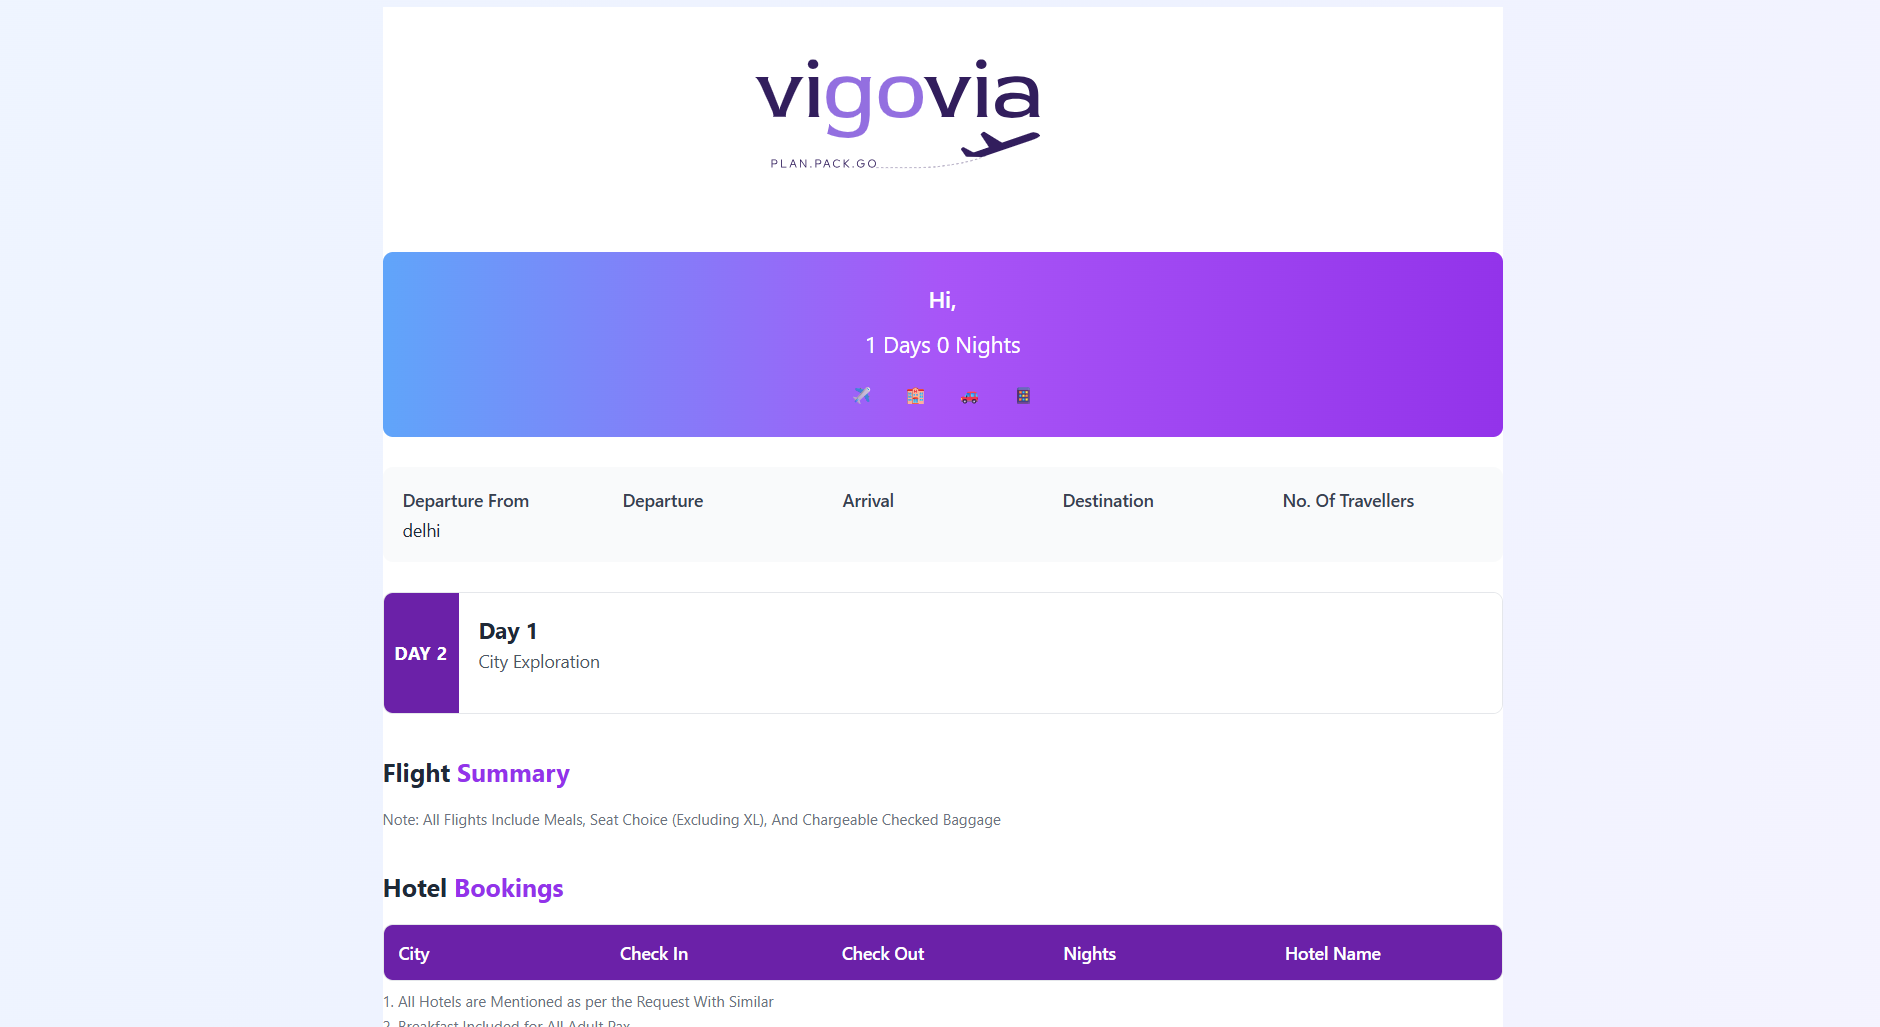 vigovia
PLAN.PACK.GO
Hi,
1 Days 0 Nights
Departure From Departure Arrival Destination No. Of Travellers
delhi
DAY 2
Day 1
City Exploration
Flight Summary
Note: All Flights Include Meals, Seat Choice (Excluding XL), And Chargeable Checked Baggage
Hotel Bookings
City Check In Check Out Nights Hotel Name
1. All Hotels are Mentioned as per the Request With Similar
2. Breakfast Included for All Adult Pax